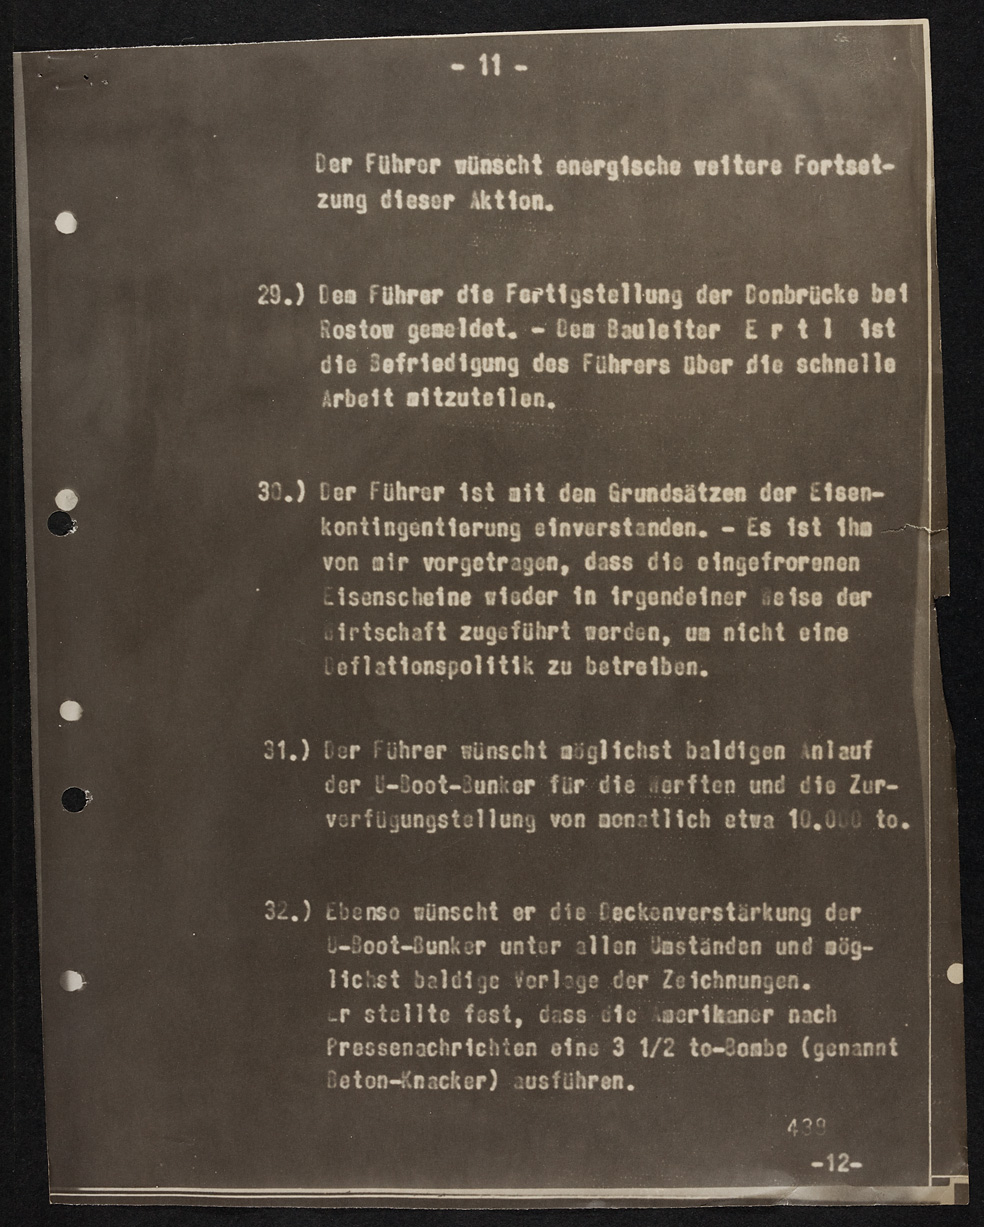 - 11 -
Der Führer wünscht energische weitere Fortset-
zung dieser Aktion.
29.) Dem Führer die Fertigstellung der Donbrücke bei
Rostow gemeldet. - Dem Bauleiter E r t l ist
die Befriedigung des Führers über die schnelle
Arbeit mitzuteilen.
30.) Der Führer ist mit den Grundsätzen der Eisen-
kontingentierung einverstanden. - Es ist ihm
von mir vorgetragen, dass die eingefrorenen
Eisenscheine wieder in irgendeiner Weise der
Wirtschaft zugeführt werden, um nicht eine
Deflationspolitik zu betreiben.
31.) Der Führer wünscht möglichst baldigen Anlauf
der U-Boot-Bunker für die Werften und die Zur-
verfügungstellung von monatlich etwa 10.000 to.
32.) Ebenso wünscht er die Deckenverstärkung der
U-Boot-Bunker unter allen Umständen und mög-
lichst baldige Vorlage der Zeichnungen.
Er stellte fest, dass die Amerikaner nach
Pressenachrichten eine 3 1/2 to-Bombe (genannt
Beton-Knacker) ausführen.
439
-12-